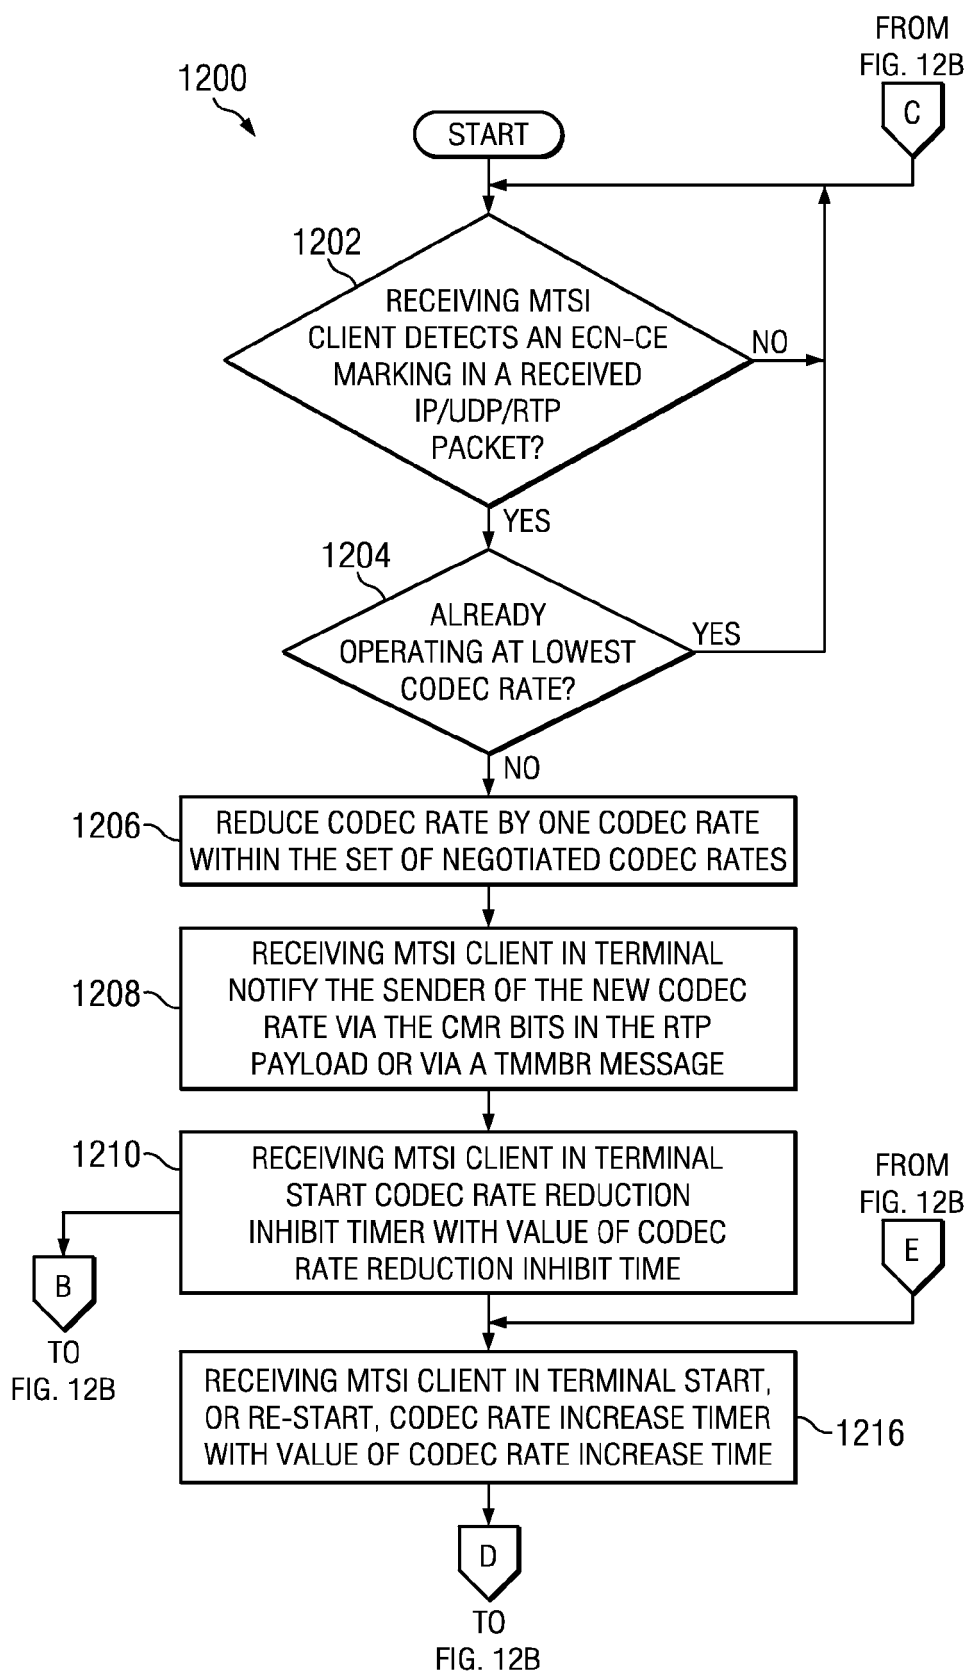 FROM
FIG. 12B
C
1200
START
1202
RECEIVING MTSI
CLIENT DETECTS AN ECN-CE
MARKING IN A RECEIVED
IP/UDP/RTP
PACKET?
NO
YES
1204
ALREADY
OPERATING AT LOWEST
CODEC RATE?
YES
NO
1206
REDUCE CODEC RATE BY ONE CODEC RATE
WITHIN THE SET OF NEGOTIATED CODEC RATES
1208
RECEIVING MTSI CLIENT IN TERMINAL
NOTIFY THE SENDER OF THE NEW CODEC
RATE VIA THE CMR BITS IN THE RTP
PAYLOAD OR VIA A TMMBR MESSAGE
1210
RECEIVING MTSI CLIENT IN TERMINAL
START CODEC RATE REDUCTION
INHIBIT TIMER WITH VALUE OF CODEC
RATE REDUCTION INHIBIT TIME
FROM
FIG. 12B
E
B
TO
FIG. 12B
RECEIVING MTSI CLIENT IN TERMINAL START,
OR RE-START, CODEC RATE INCREASE TIMER
WITH VALUE OF CODEC RATE INCREASE TIME
1216
D
TO
FIG. 12B